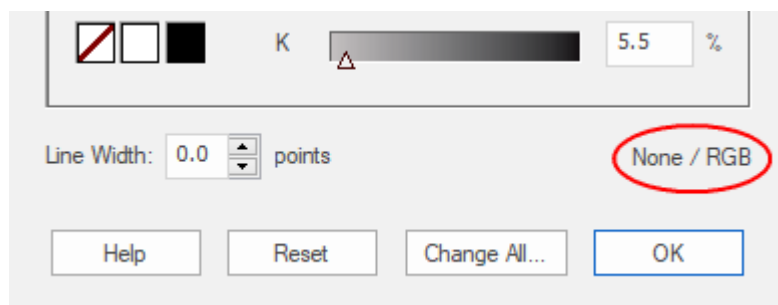 K 5.5 %
Line Width: 0.0 points None / RGB
Help Reset Change All... OK